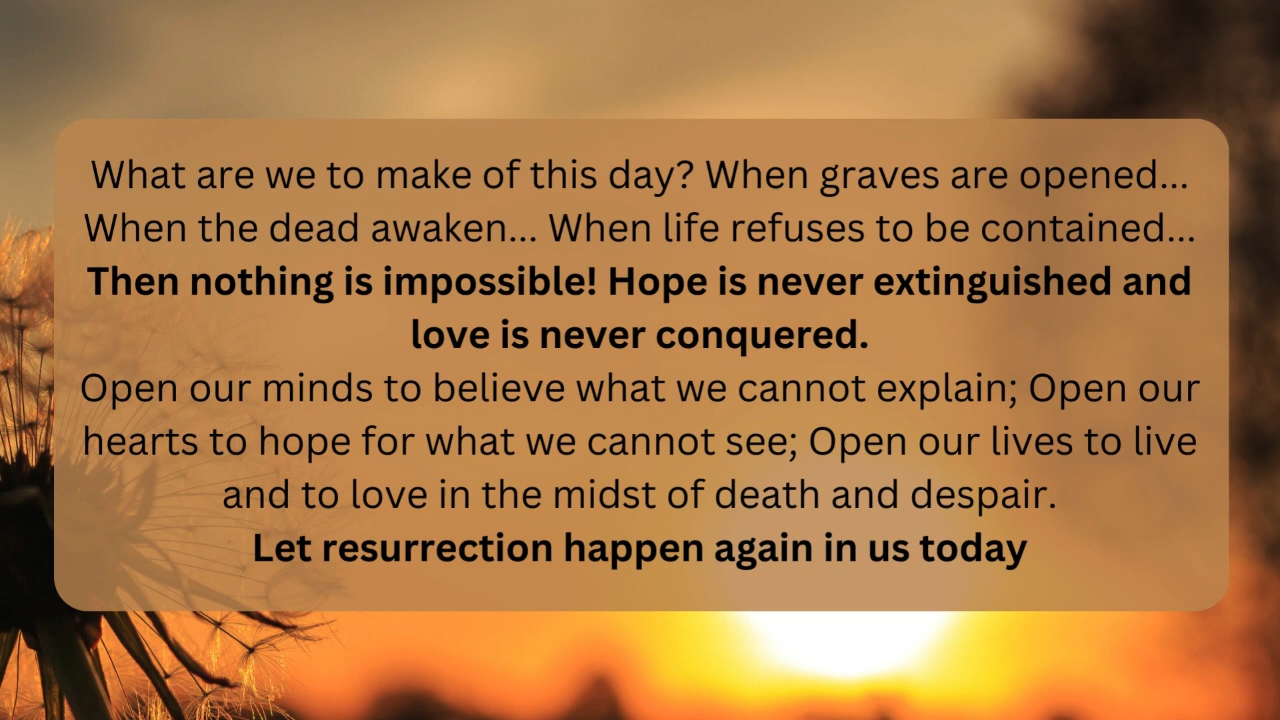 What are we to make of this day? When graves are opened...
When the dead awaken... When life refuses to be contained...
Then nothing is impossible! Hope is never extinguished and
love is never conquered.
Open our minds to believe what we cannot explain; Open our
hearts to hope for what we cannot see; Open our lives to live
and to love in the midst of death and despair.
Let resurrection happen again in us today